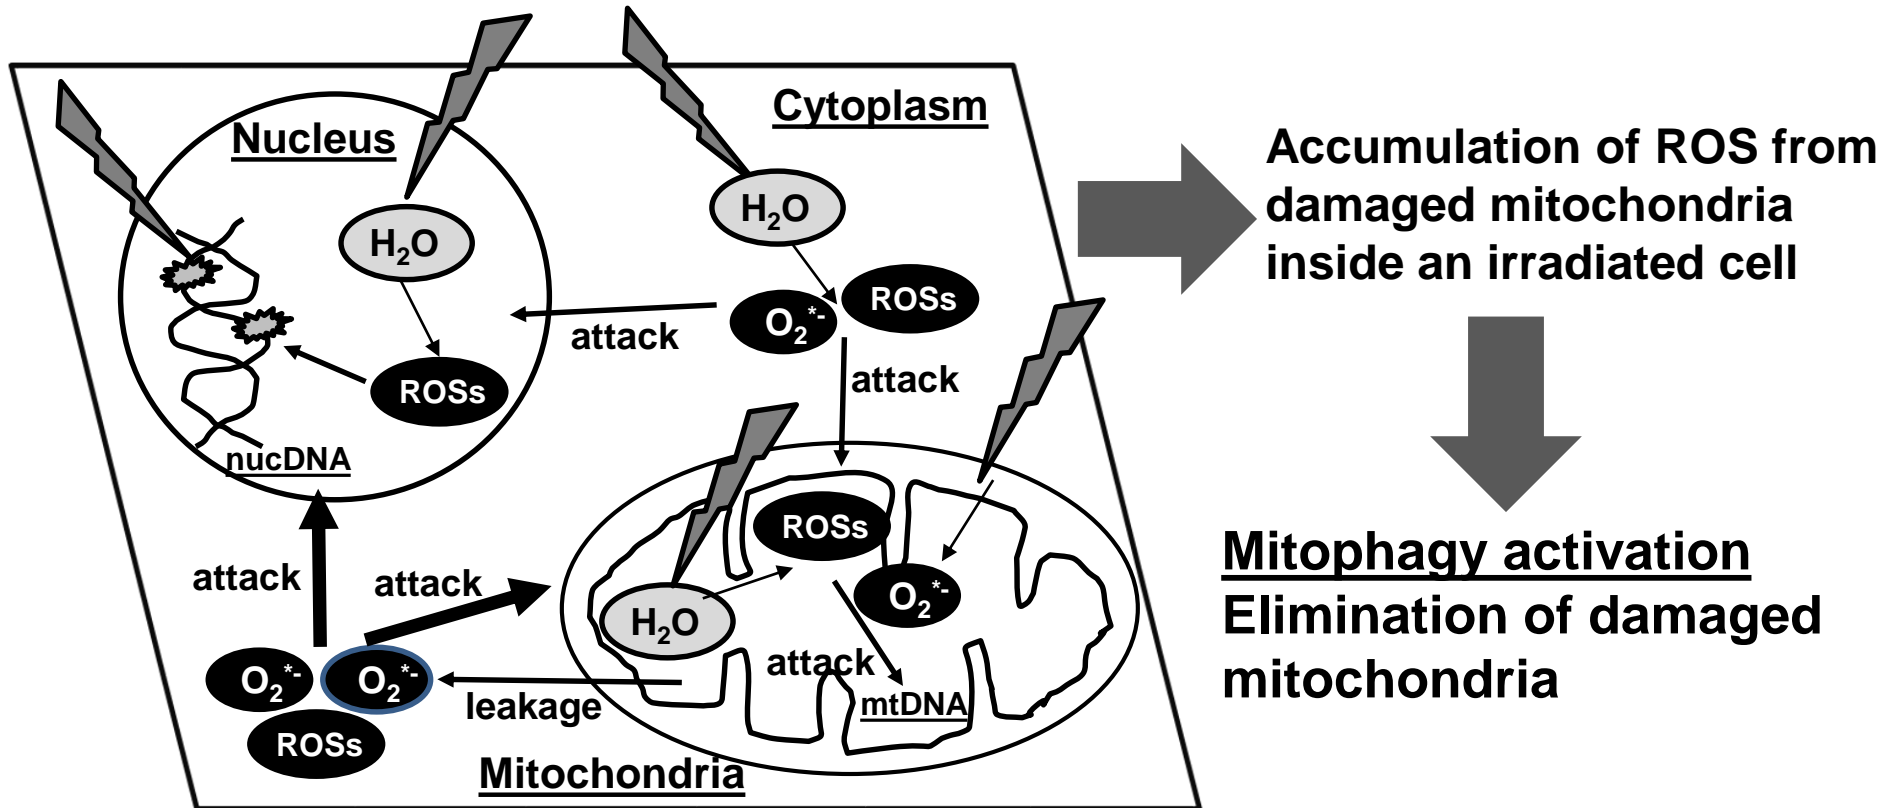 Cytoplasm
Nucleus
H₂O
H₂O
ROSs
O₂*-
attack
ROSs
attack
nucDNA
ROSs
O₂*-
H₂O
attack
mtDNA
attack
attack
O₂*-
O₂*-
ROSs
leakage
Mitochondria
Accumulation of ROS from
damaged mitochondria
inside an irradiated cell
Mitophagy activation
Elimination of damaged
mitochondria